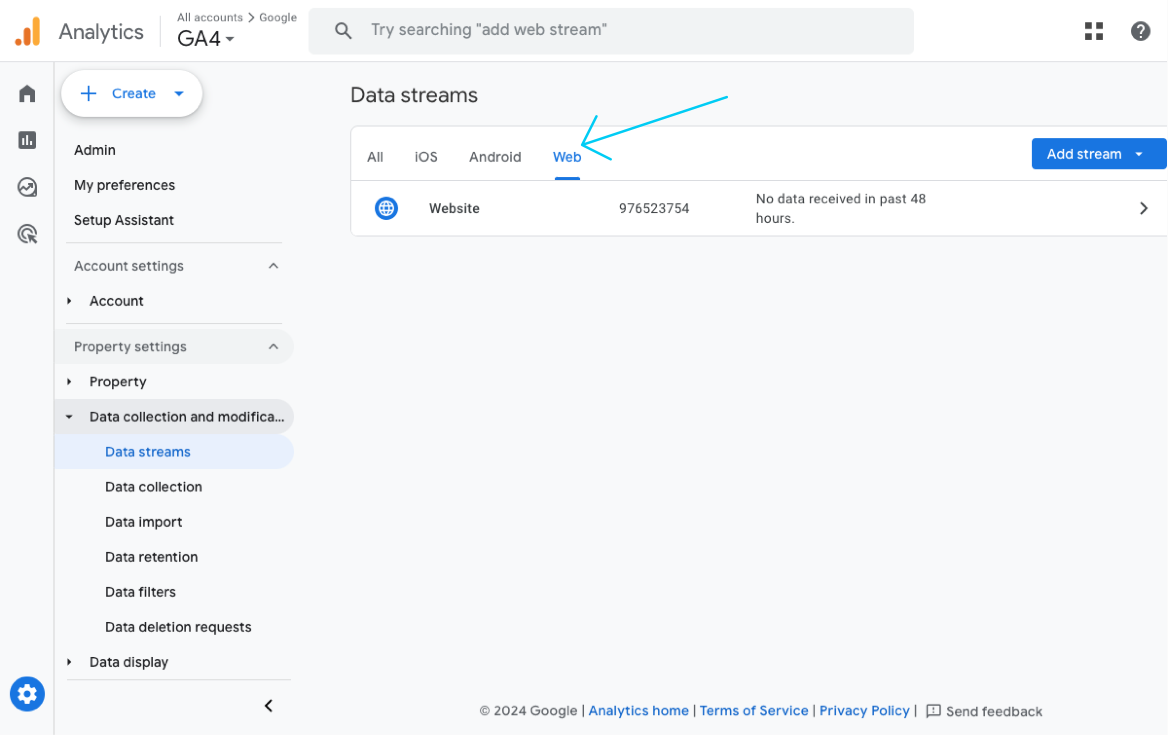 Analytics
All accounts > Google
GA4
Try searching "add web stream"
Create
Admin
My preferences
Setup Assistant
Account settings
Account
Property settings
Property
Data collection and modifica...
Data streams
Data collection
Data import
Data retention
Data filters
Data deletion requests
Data display
Data streams
All iOS Android Web
Add stream
Website 976523754 No data received in past 48
hours.
© 2024 Google | Analytics home | Terms of Service | Privacy Policy | Send feedback